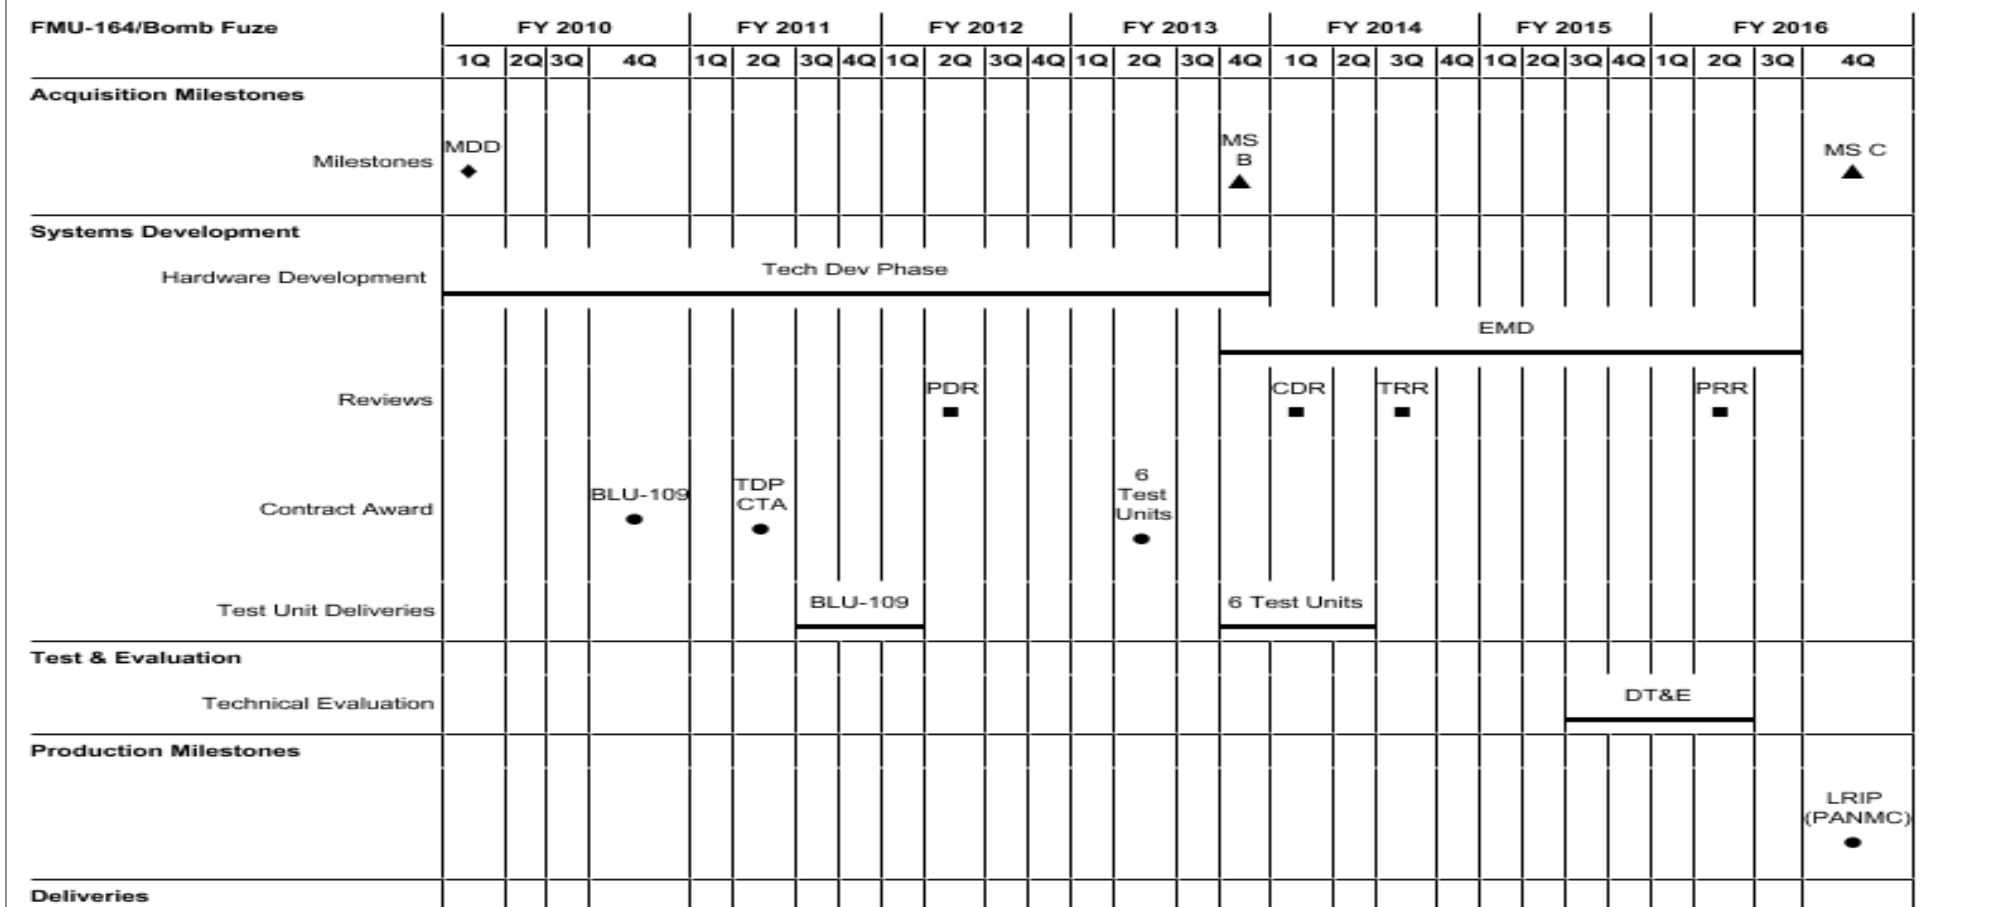 FMU-164/Bomb Fuze FY 2010 FY 2011 FY 2012 FY 2013 FY 2014 FY 2015 FY 2016
1Q 2Q 3Q 4Q 1Q 2Q 3Q 4Q 1Q 2Q 3Q 4Q 1Q 2Q 3Q 4Q 1Q 2Q 3Q 4Q 1Q 2Q 3Q 4Q 1Q 2Q 3Q 4Q
Acquisition Milestones
Milestones
MDD
MS
B
MS C
Systems Development
Hardware Development
Tech Dev Phase
EMD
Reviews
PDR
CDR
TRR
PRR
Contract Award
BLU-109
TDP
CTA
6
Test
Units
Test Unit Deliveries
BLU-109
6 Test Units
Test & Evaluation
Technical Evaluation
DT&E
Production Milestones
LRIP
(PANMC)
Deliveries